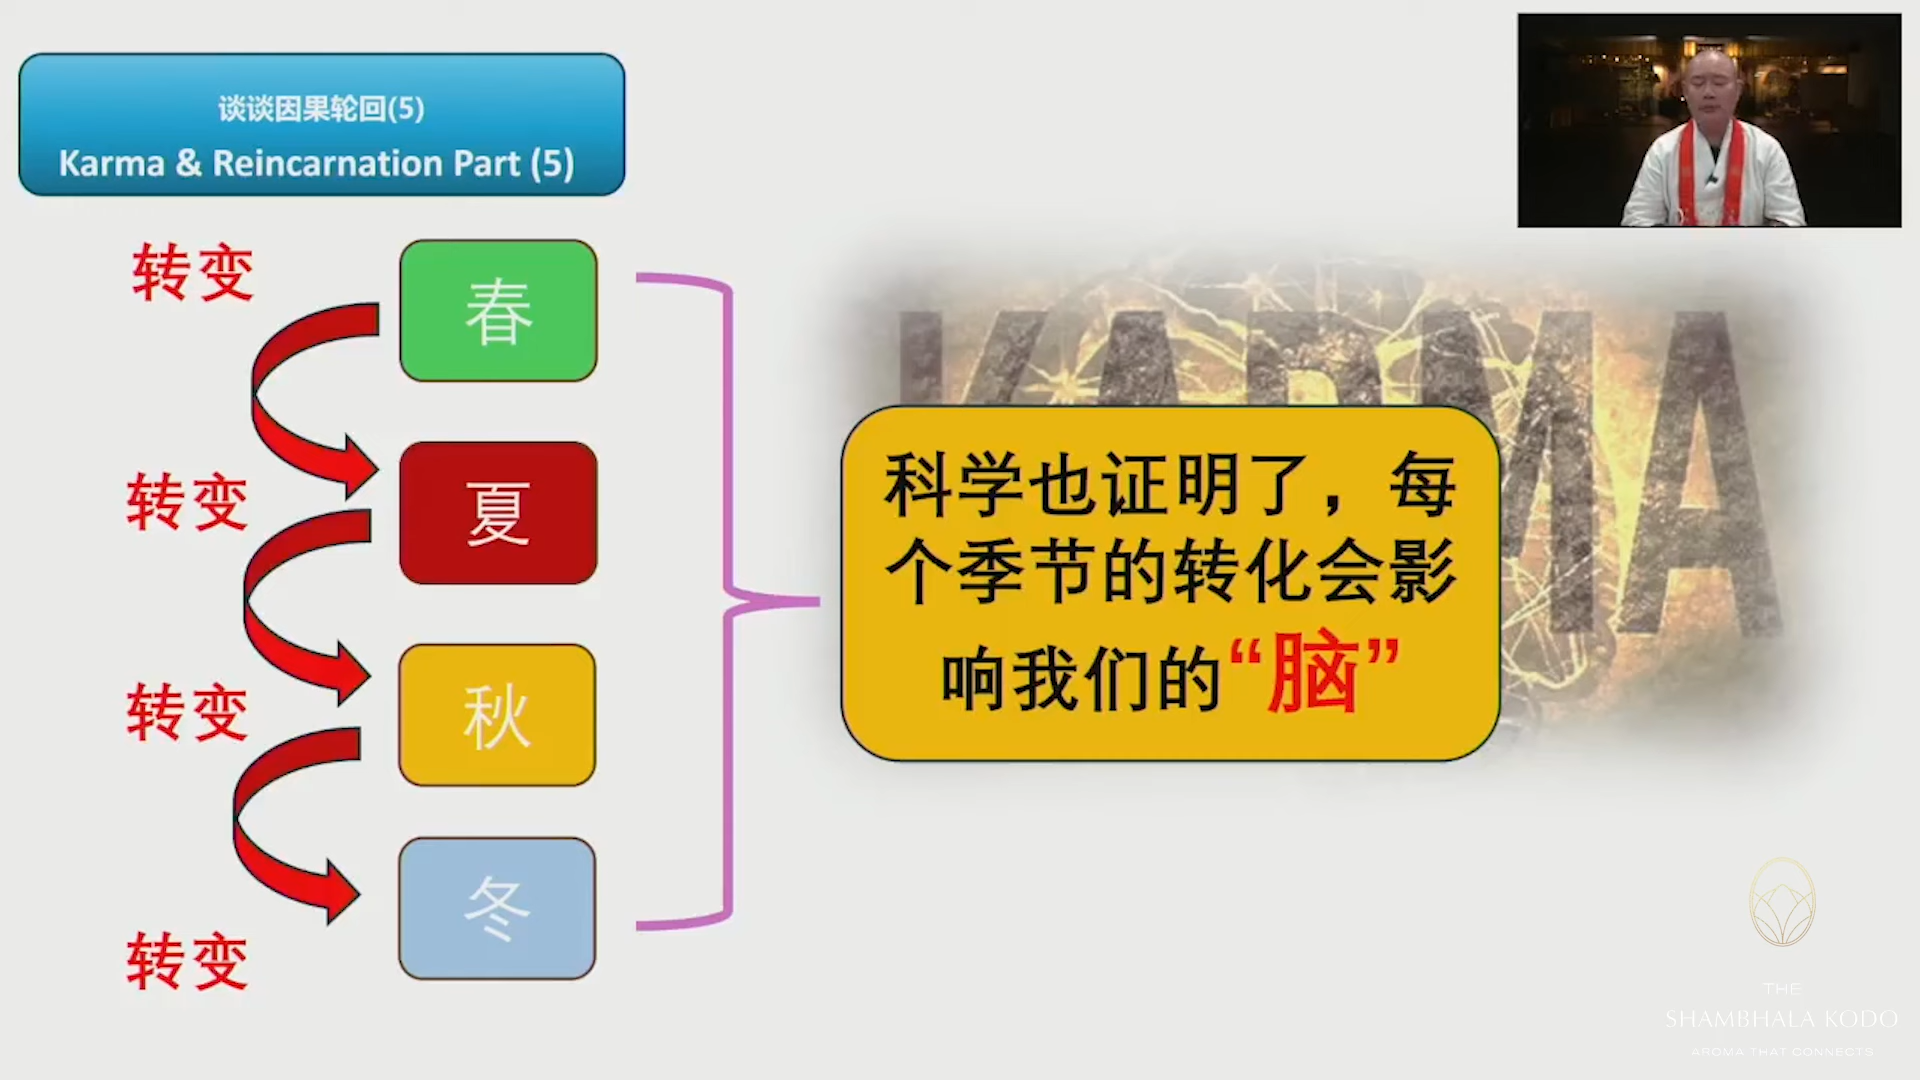 谈谈因果轮回(5)
Karma & Reincarnation Part (5)
转变
春
转变
夏
转变
秋
转变
冬
KARMA
科学也证明了，每
个季节的转化会影
响我们的“脑”
THE
SHAMBHALA KODO
AROMA THAT CONNECTS